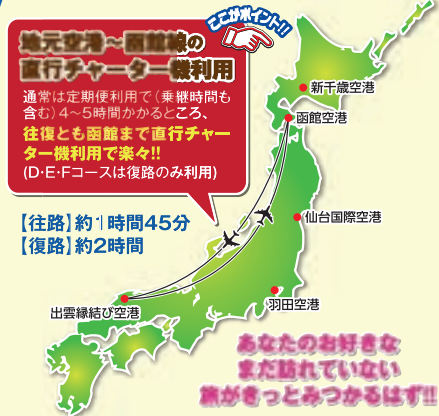 ここがポイント!!
地元空港〜函館線の
直行チャーター機利用
通常は定期便利用で(乗継時間も
含む)4〜5時間かかるところ、
往復とも函館まで直行チャー
ター機利用で楽々!!
(D・E・Fコースは復路のみ利用)
新千歳空港
函館空港
【往路】約1時間45分
【復路】約2時間
仙台国際空港
羽田空港
出雲縁結び空港
あなたのお好きな
まだ訪れていない
旅がきっとみつかるはず!!